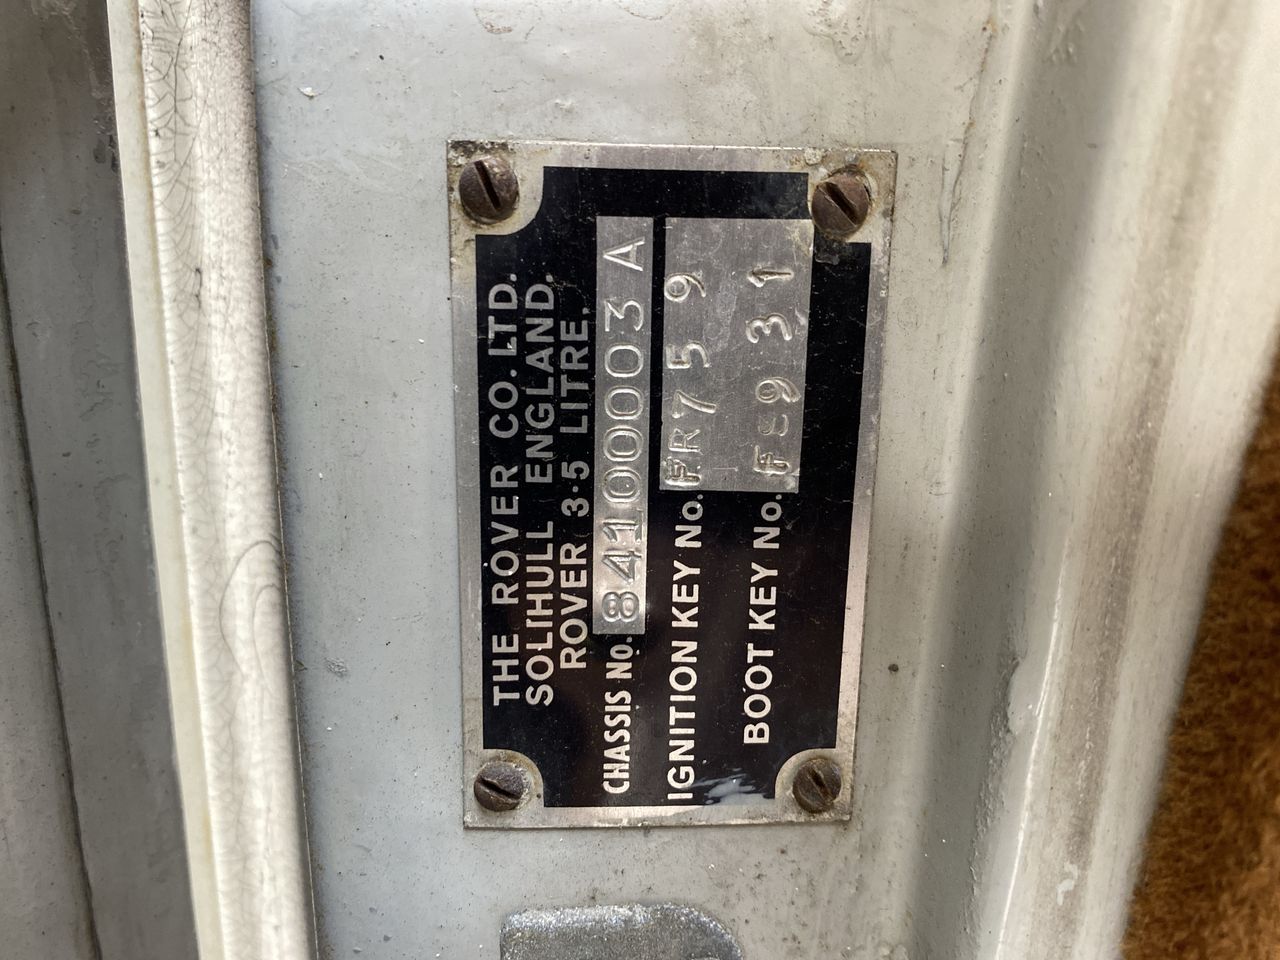 THE ROVER CO. LTD.
SOLIHULL ENGLAND.
ROVER 3·5 LITRE.
CHASSIS No. 84100003 A
IGNITION KEY No. FR759
BOOT KEY No. FS931